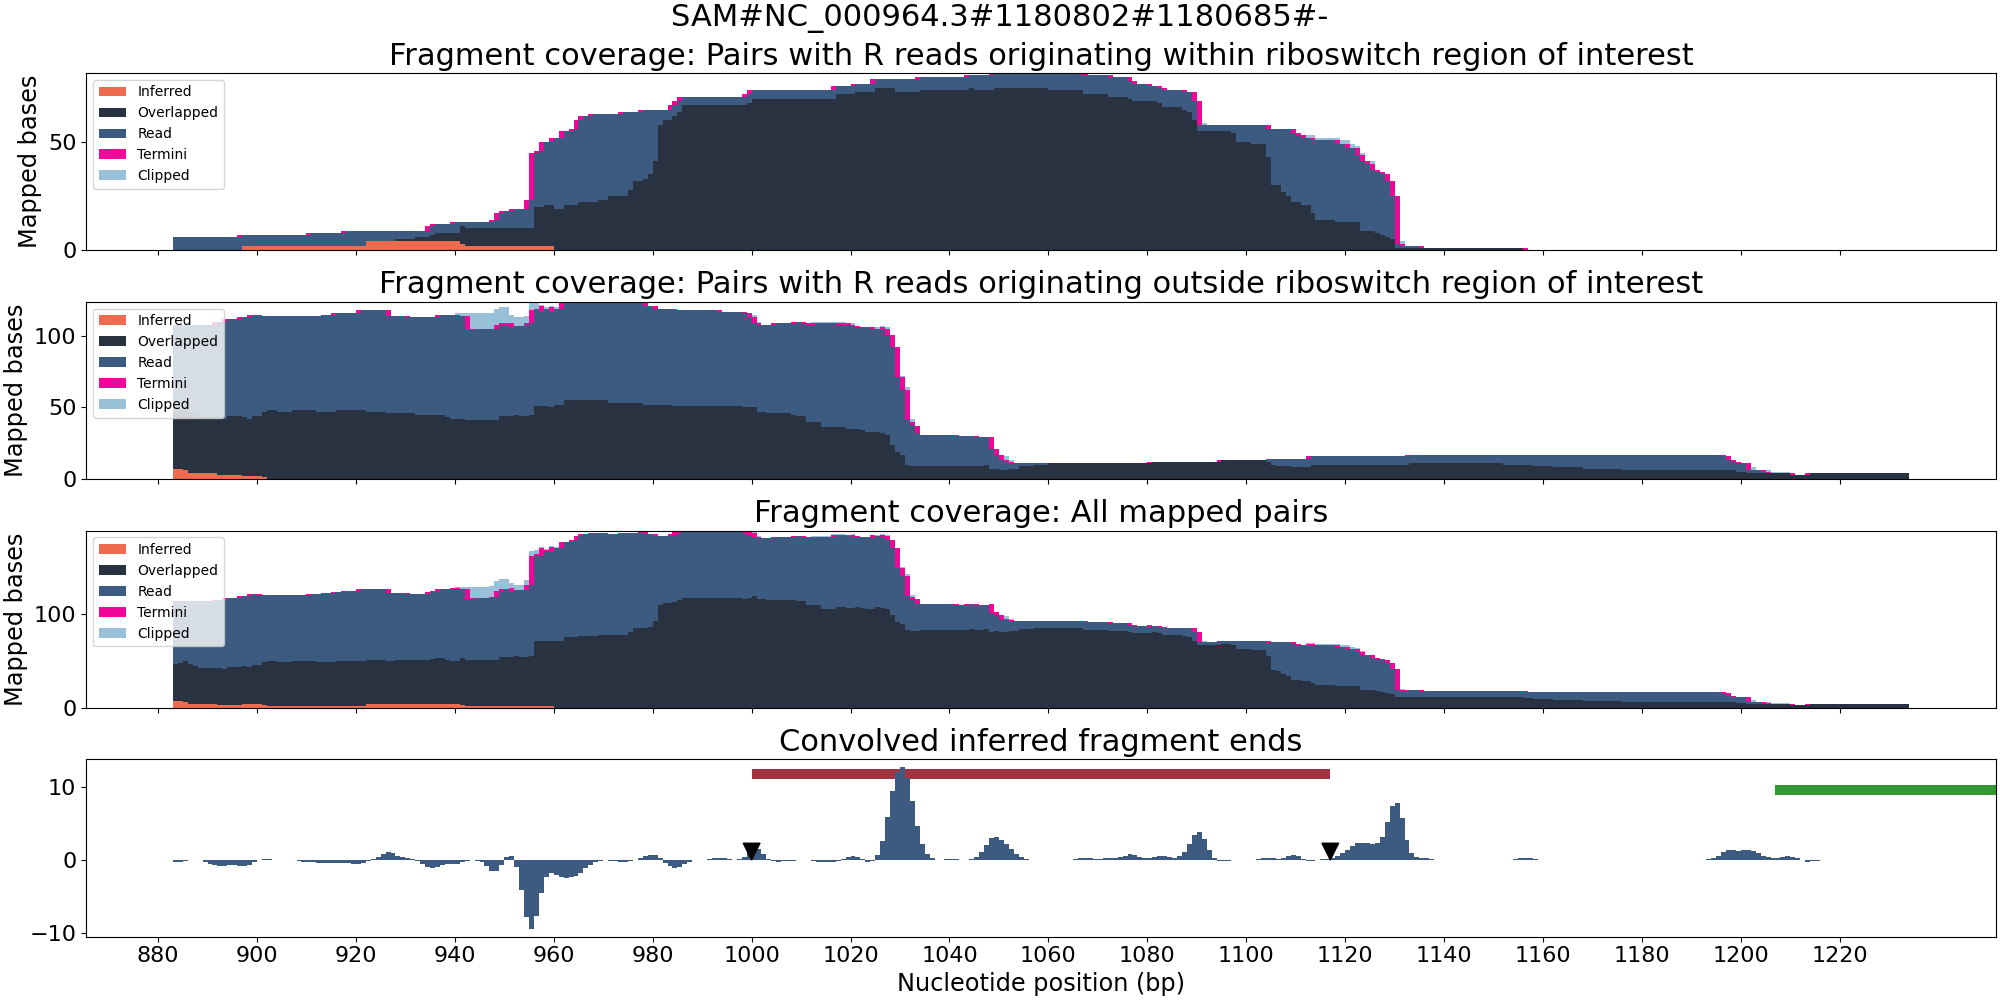 SAM#NC_000964.3#1180802#1180685#-
Fragment coverage: Pairs with R reads originating within riboswitch region of interest
Mapped bases
50
0
Inferred
Overlapped
Read
Termini
Clipped
Fragment coverage: Pairs with R reads originating outside riboswitch region of interest
Mapped bases
100
50
0
Inferred
Overlapped
Read
Termini
Clipped
Fragment coverage: All mapped pairs
Mapped bases
100
0
Inferred
Overlapped
Read
Termini
Clipped
Convolved inferred fragment ends
10
0
−10
880 900 920 940 960 980 1000 1020 1040 1060 1080 1100 1120 1140 1160 1180 1200 1220
Nucleotide position (bp)